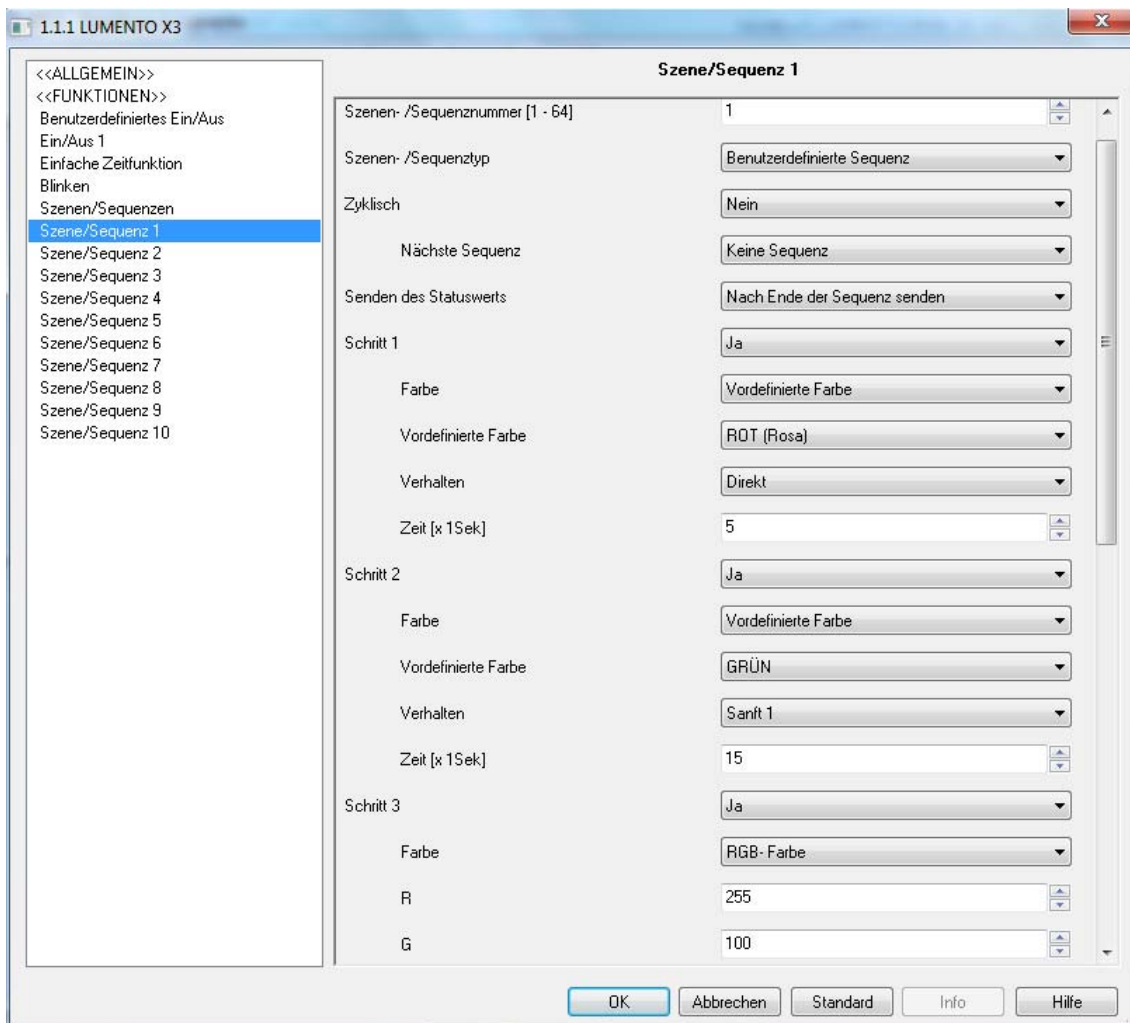 1.1.1 LUMENTO X3
<<ALLGEMEIN>>
<<FUNKTIONEN>>
Benutzerdefiniertes Ein/Aus
Ein/Aus 1
Einfache Zeitfunktion
Blinken
Szenen/Sequenzen
Szene/Sequenz 1
Szene/Sequenz 2
Szene/Sequenz 3
Szene/Sequenz 4
Szene/Sequenz 5
Szene/Sequenz 6
Szene/Sequenz 7
Szene/Sequenz 8
Szene/Sequenz 9
Szene/Sequenz 10
Szene/Sequenz 1
Szenen- /Sequenznummer [1 - 64] 1
Szenen- /Sequenztyp Benutzerdefinierte Sequenz
Zyklisch Nein
Nächste Sequenz Keine Sequenz
Senden des Statuswerts Nach Ende der Sequenz senden
Schritt 1 Ja
Farbe Vordefinierte Farbe
Vordefinierte Farbe ROT (Rosa)
Verhalten Direkt
Zeit [x 1Sek] 5
Schritt 2 Ja
Farbe Vordefinierte Farbe
Vordefinierte Farbe GRÜN
Verhalten Sanft 1
Zeit [x 1Sek] 15
Schritt 3 Ja
Farbe RGB- Farbe
R 255
G 100
OK Abbrechen Standard Info Hilfe